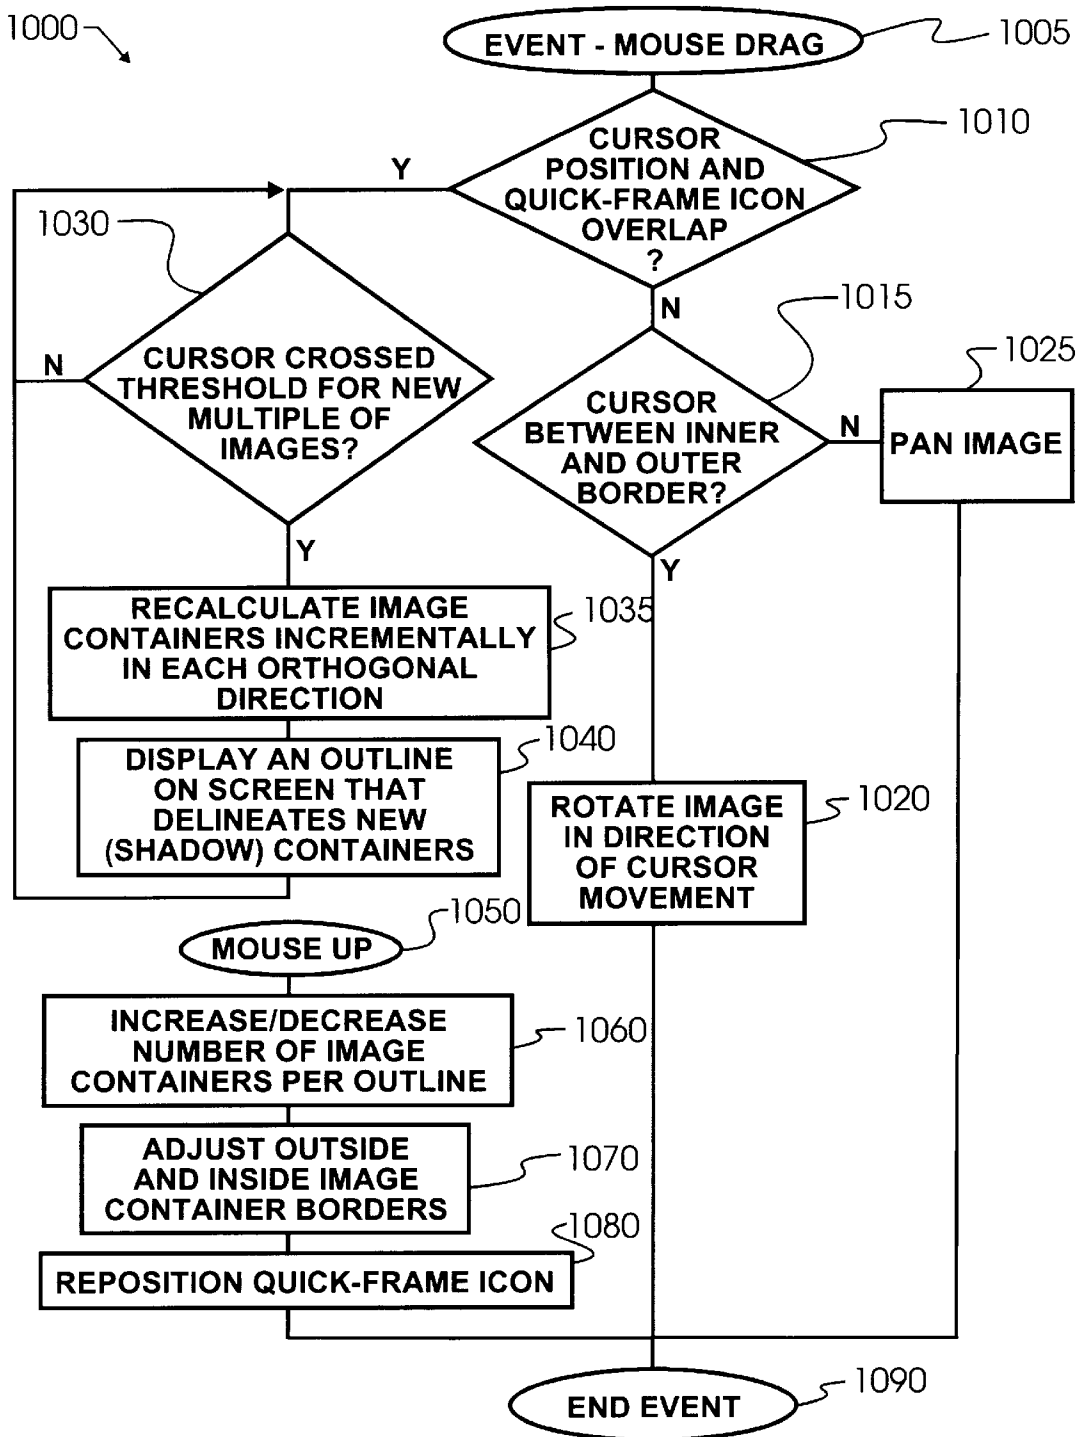 1000
EVENT - MOUSE DRAG
1005
CURSOR
POSITION AND
QUICK-FRAME ICON
OVERLAP
?
1010
Y
N
1030
CURSOR CROSSED
THRESHOLD FOR NEW
MULTIPLE OF
IMAGES?
N
Y
1015
CURSOR
BETWEEN INNER
AND OUTER
BORDER?
N
Y
1025
PAN IMAGE
RECALCULATE IMAGE
CONTAINERS INCREMENTALLY
IN EACH ORTHOGONAL
DIRECTION
1035
DISPLAY AN OUTLINE
ON SCREEN THAT
DELINEATES NEW
(SHADOW) CONTAINERS
1040
ROTATE IMAGE
IN DIRECTION
OF CURSOR
MOVEMENT
1020
MOUSE UP
1050
INCREASE/DECREASE
NUMBER OF IMAGE
CONTAINERS PER OUTLINE
1060
ADJUST OUTSIDE
AND INSIDE IMAGE
CONTAINER BORDERS
1070
REPOSITION QUICK-FRAME ICON
1080
END EVENT
1090